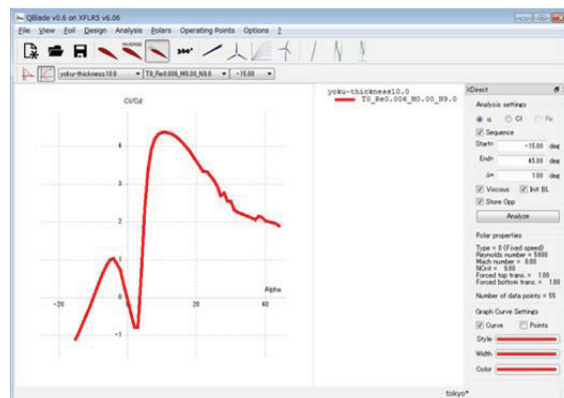 QBlade v0.6 on XFLR5 v6.06
File View Foil Design Analysis Polars Operating Points Options ?
INVERSE 360°
yoku-thickness10.0 T0_Re0.006_M0.00_N9.0 -15.00
Cl/Cd
4
3
2
1
0
-1
-20 0 20 40
Alpha
yoku-thickness10.0
T0_Re0.006_M0.00_N9.0
XDirect
Analysis settings
α Cl Re
Sequence
Start= -15.00 deg
End= 45.00 deg
Δ= 1.00 deg
Viscous Init BL
Store Opp
Analyze
Polar properties
Type = 0 (Fixed speed)
Reynolds number = 5900
Mach number = 0.00
NCrit = 9.00
Forced top trans. = 1.00
Forced bottom trans. = 1.00
Number of data points = 55
Graph Curve Settings
Curve Points
Style
Width
Color
tokyo*